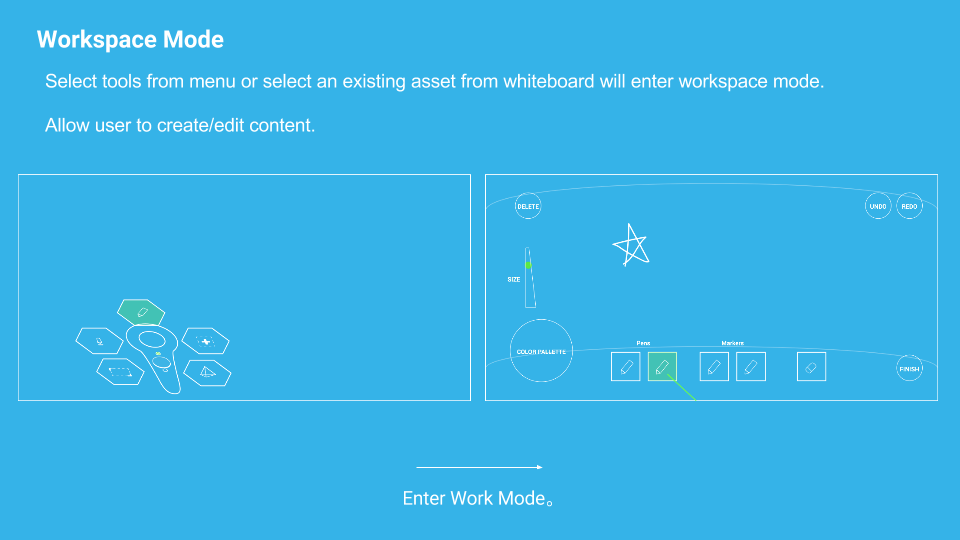 Workspace Mode
Select tools from menu or select an existing asset from whiteboard will enter workspace mode.
Allow user to create/edit content.
DELETE
UNDO
REDO
SIZE
COLOR PALLETTE
Pens
Markers
FINISH
Enter Work Mode。